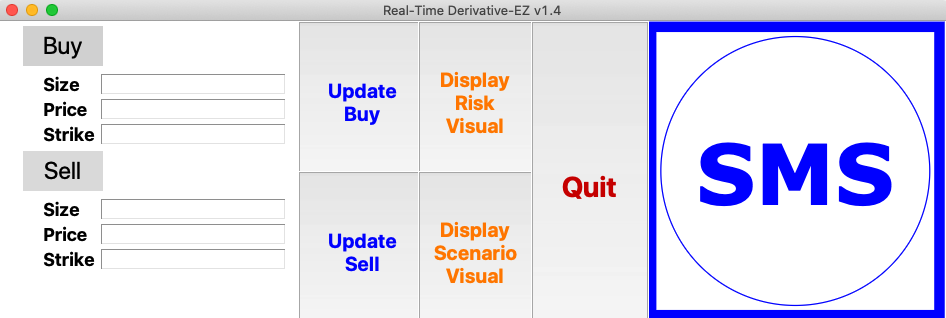 Real-Time Derivative-EZ v1.4
Buy
Size
Price
Strike
Sell
Size
Price
Strike
Update
Buy
Display
Risk
Visual
Update
Sell
Display
Scenario
Visual
Quit
SMS